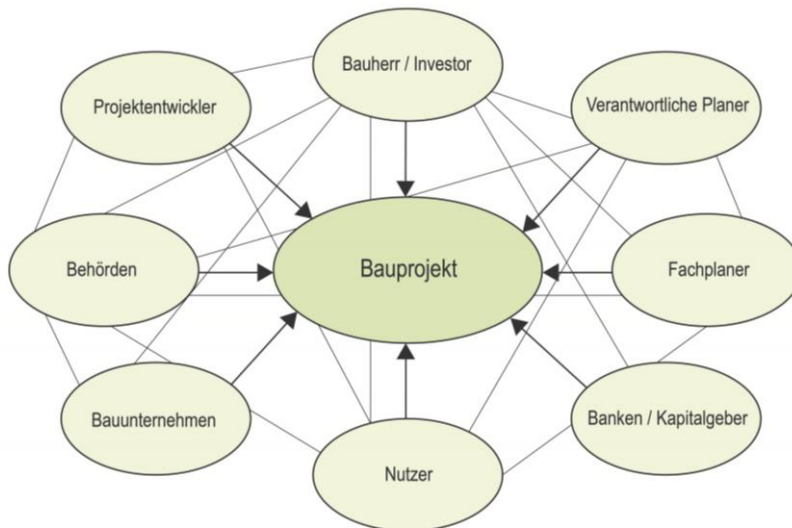 Bauherr / Investor
Projektentwickler
Verantwortliche Planer
Behörden
Bauprojekt
Fachplaner
Bauunternehmen
Banken / Kapitalgeber
Nutzer